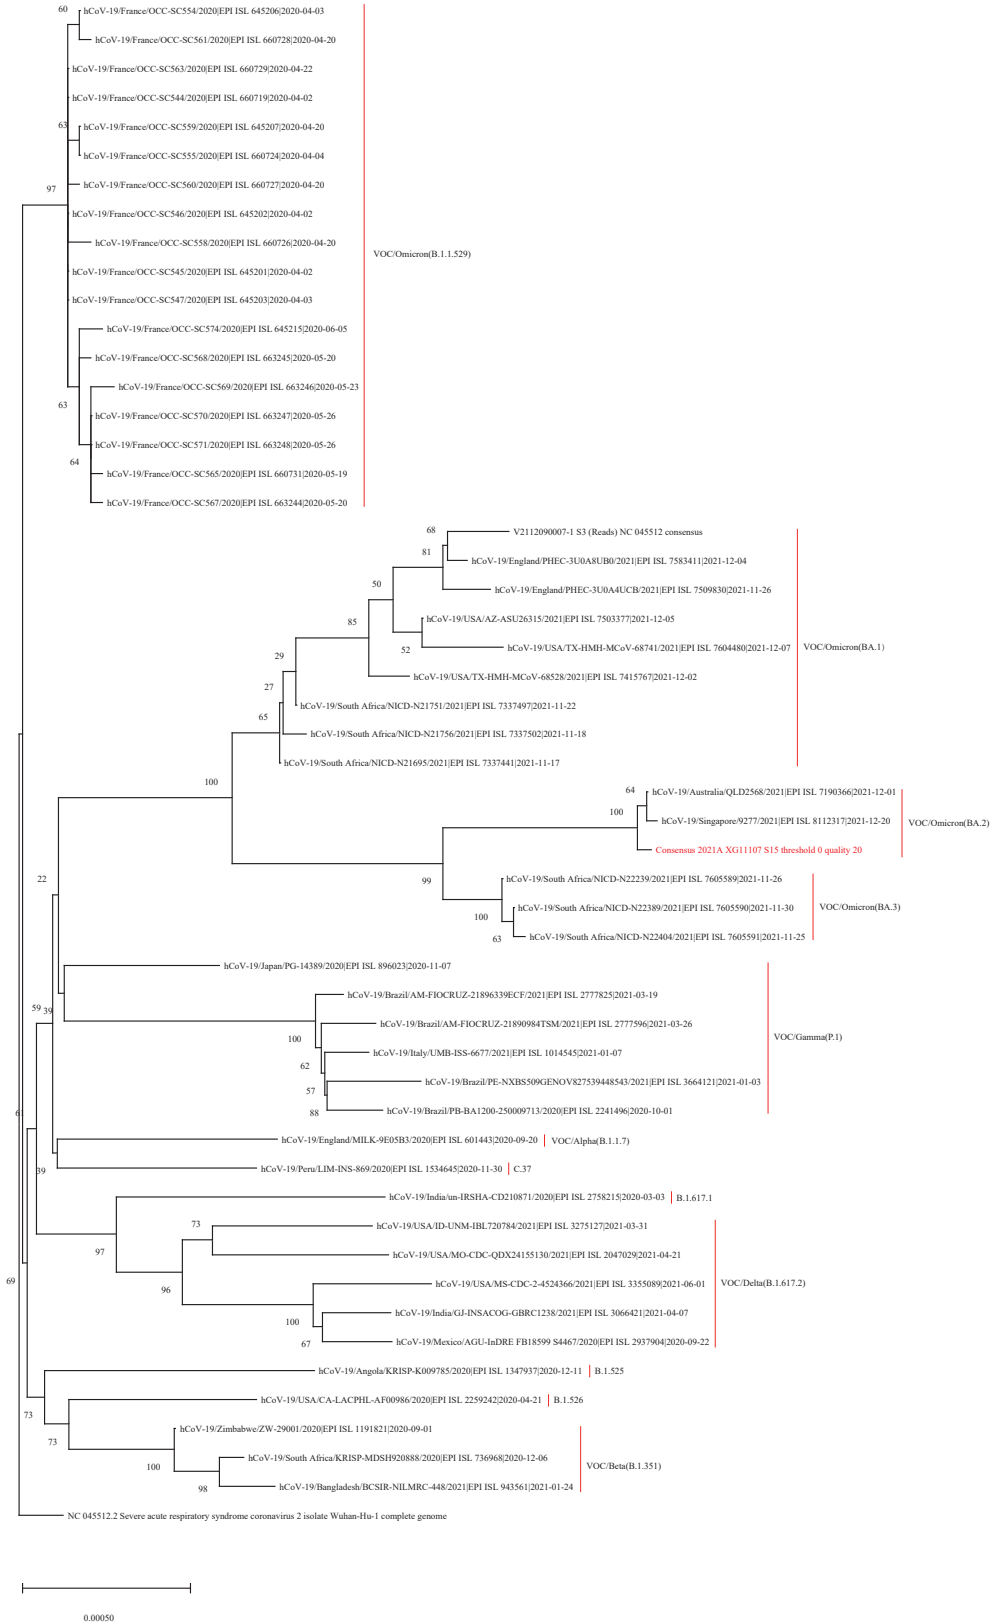 60
hCoV-19/France/OCC-SC554/2020|EPI ISL 645206|2020-04-03
hCoV-19/France/OCC-SC561/2020|EPI ISL 660728|2020-04-20
hCoV-19/France/OCC-SC563/2020|EPI ISL 660729|2020-04-22
hCoV-19/France/OCC-SC544/2020|EPI ISL 660719|2020-04-02
63
hCoV-19/France/OCC-SC559/2020|EPI ISL 645207|2020-04-20
hCoV-19/France/OCC-SC555/2020|EPI ISL 660724|2020-04-04
97
hCoV-19/France/OCC-SC560/2020|EPI ISL 660727|2020-04-20
hCoV-19/France/OCC-SC546/2020|EPI ISL 645202|2020-04-02
hCoV-19/France/OCC-SC558/2020|EPI ISL 660726|2020-04-20
VOC/Omicron(B.1.1.529)
hCoV-19/France/OCC-SC545/2020|EPI ISL 645201|2020-04-02
hCoV-19/France/OCC-SC547/2020|EPI ISL 645203|2020-04-03
hCoV-19/France/OCC-SC574/2020|EPI ISL 645215|2020-06-05
hCoV-19/France/OCC-SC568/2020|EPI ISL 663245|2020-05-20
hCoV-19/France/OCC-SC569/2020|EPI ISL 663246|2020-05-23
63
hCoV-19/France/OCC-SC570/2020|EPI ISL 663247|2020-05-26
hCoV-19/France/OCC-SC571/2020|EPI ISL 663248|2020-05-26
64
hCoV-19/France/OCC-SC565/2020|EPI ISL 660731|2020-05-19
hCoV-19/France/OCC-SC567/2020|EPI ISL 663244|2020-05-20
68
V2112090007-1 S3 (Reads) NC 045512 consensus
81
hCoV-19/England/PHEC-3U0A8UB0/2021|EPI ISL 7583411|2021-12-04
50
hCoV-19/England/PHEC-3U0A4UCB/2021|EPI ISL 7509830|2021-11-26
85
hCoV-19/USA/AZ-ASU26315/2021|EPI ISL 7503377|2021-12-05
52
hCoV-19/USA/TX-HMH-MCoV-68741/2021|EPI ISL 7604480|2021-12-07
VOC/Omicron(BA.1)
29
hCoV-19/USA/TX-HMH-MCoV-68528/2021|EPI ISL 7415767|2021-12-02
27
hCoV-19/South Africa/NICD-N21751/2021|EPI ISL 7337497|2021-11-22
65
hCoV-19/South Africa/NICD-N21756/2021|EPI ISL 7337502|2021-11-18
hCoV-19/South Africa/NICD-N21695/2021|EPI ISL 7337441|2021-11-17
100
64
hCoV-19/Australia/QLD2568/2021|EPI ISL 7190366|2021-12-01
100
hCoV-19/Singapore/9277/2021|EPI ISL 8112317|2021-12-20
VOC/Omicron(BA.2)
Consensus 2021A XG11107 S15 threshold 0 quality 20
22
99
hCoV-19/South Africa/NICD-N22239/2021|EPI ISL 7605589|2021-11-26
100
hCoV-19/South Africa/NICD-N22389/2021|EPI ISL 7605590|2021-11-30
VOC/Omicron(BA.3)
63
hCoV-19/South Africa/NICD-N22404/2021|EPI ISL 7605591|2021-11-25
hCoV-19/Japan/PG-14389/2020|EPI ISL 896023|2020-11-07
hCoV-19/Brazil/AM-FIOCRUZ-21896339ECF/2021|EPI ISL 2777825|2021-03-19
59
39
hCoV-19/Brazil/AM-FIOCRUZ-21890984TSM/2021|EPI ISL 2777596|2021-03-26
100
VOC/Gamma(P.1)
hCoV-19/Italy/UMB-ISS-6677/2021|EPI ISL 1014545|2021-01-07
62
hCoV-19/Brazil/PE-NXBS509GENOV827539448543/2021|EPI ISL 3664121|2021-01-03
57
88
hCoV-19/Brazil/PB-BA1200-250009713/2020|EPI ISL 2241496|2020-10-01
61
hCoV-19/England/MILK-9E05B3/2020|EPI ISL 601443|2020-09-20
VOC/Alpha(B.1.1.7)
39
hCoV-19/Peru/LIM-INS-869/2020|EPI ISL 1534645|2020-11-30
C.37
hCoV-19/India/un-IRSHA-CD210871/2020|EPI ISL 2758215|2020-03-03
B.1.617.1
73
hCoV-19/USA/ID-UNM-IBL720784/2021|EPI ISL 3275127|2021-03-31
97
hCoV-19/USA/MO-CDC-QDX24155130/2021|EPI ISL 2047029|2021-04-21
69
96
hCoV-19/USA/MS-CDC-2-4524366/2021|EPI ISL 3355089|2021-06-01
VOC/Delta(B.1.617.2)
100
hCoV-19/India/GJ-INSACOG-GBRC1238/2021|EPI ISL 3066421|2021-04-07
67
hCoV-19/Mexico/AGU-InDRE FB18599 S4467/2020|EPI ISL 2937904|2020-09-22
hCoV-19/Angola/KRISP-K009785/2020|EPI ISL 1347937|2020-12-11
B.1.525
hCoV-19/USA/CA-LACPHL-AF00986/2020|EPI ISL 2259242|2020-04-21
B.1.526
73
hCoV-19/Zimbabwe/ZW-29001/2020|EPI ISL 1191821|2020-09-01
73
hCoV-19/South Africa/KRISP-MDSH920888/2020|EPI ISL 736968|2020-12-06
100
VOC/Beta(B.1.351)
98
hCoV-19/Bangladesh/BCSIR-NILMRC-448/2021|EPI ISL 943561|2021-01-24
NC 045512.2 Severe acute respiratory syndrome coronavirus 2 isolate Wuhan-Hu-1 complete genome
0.00050